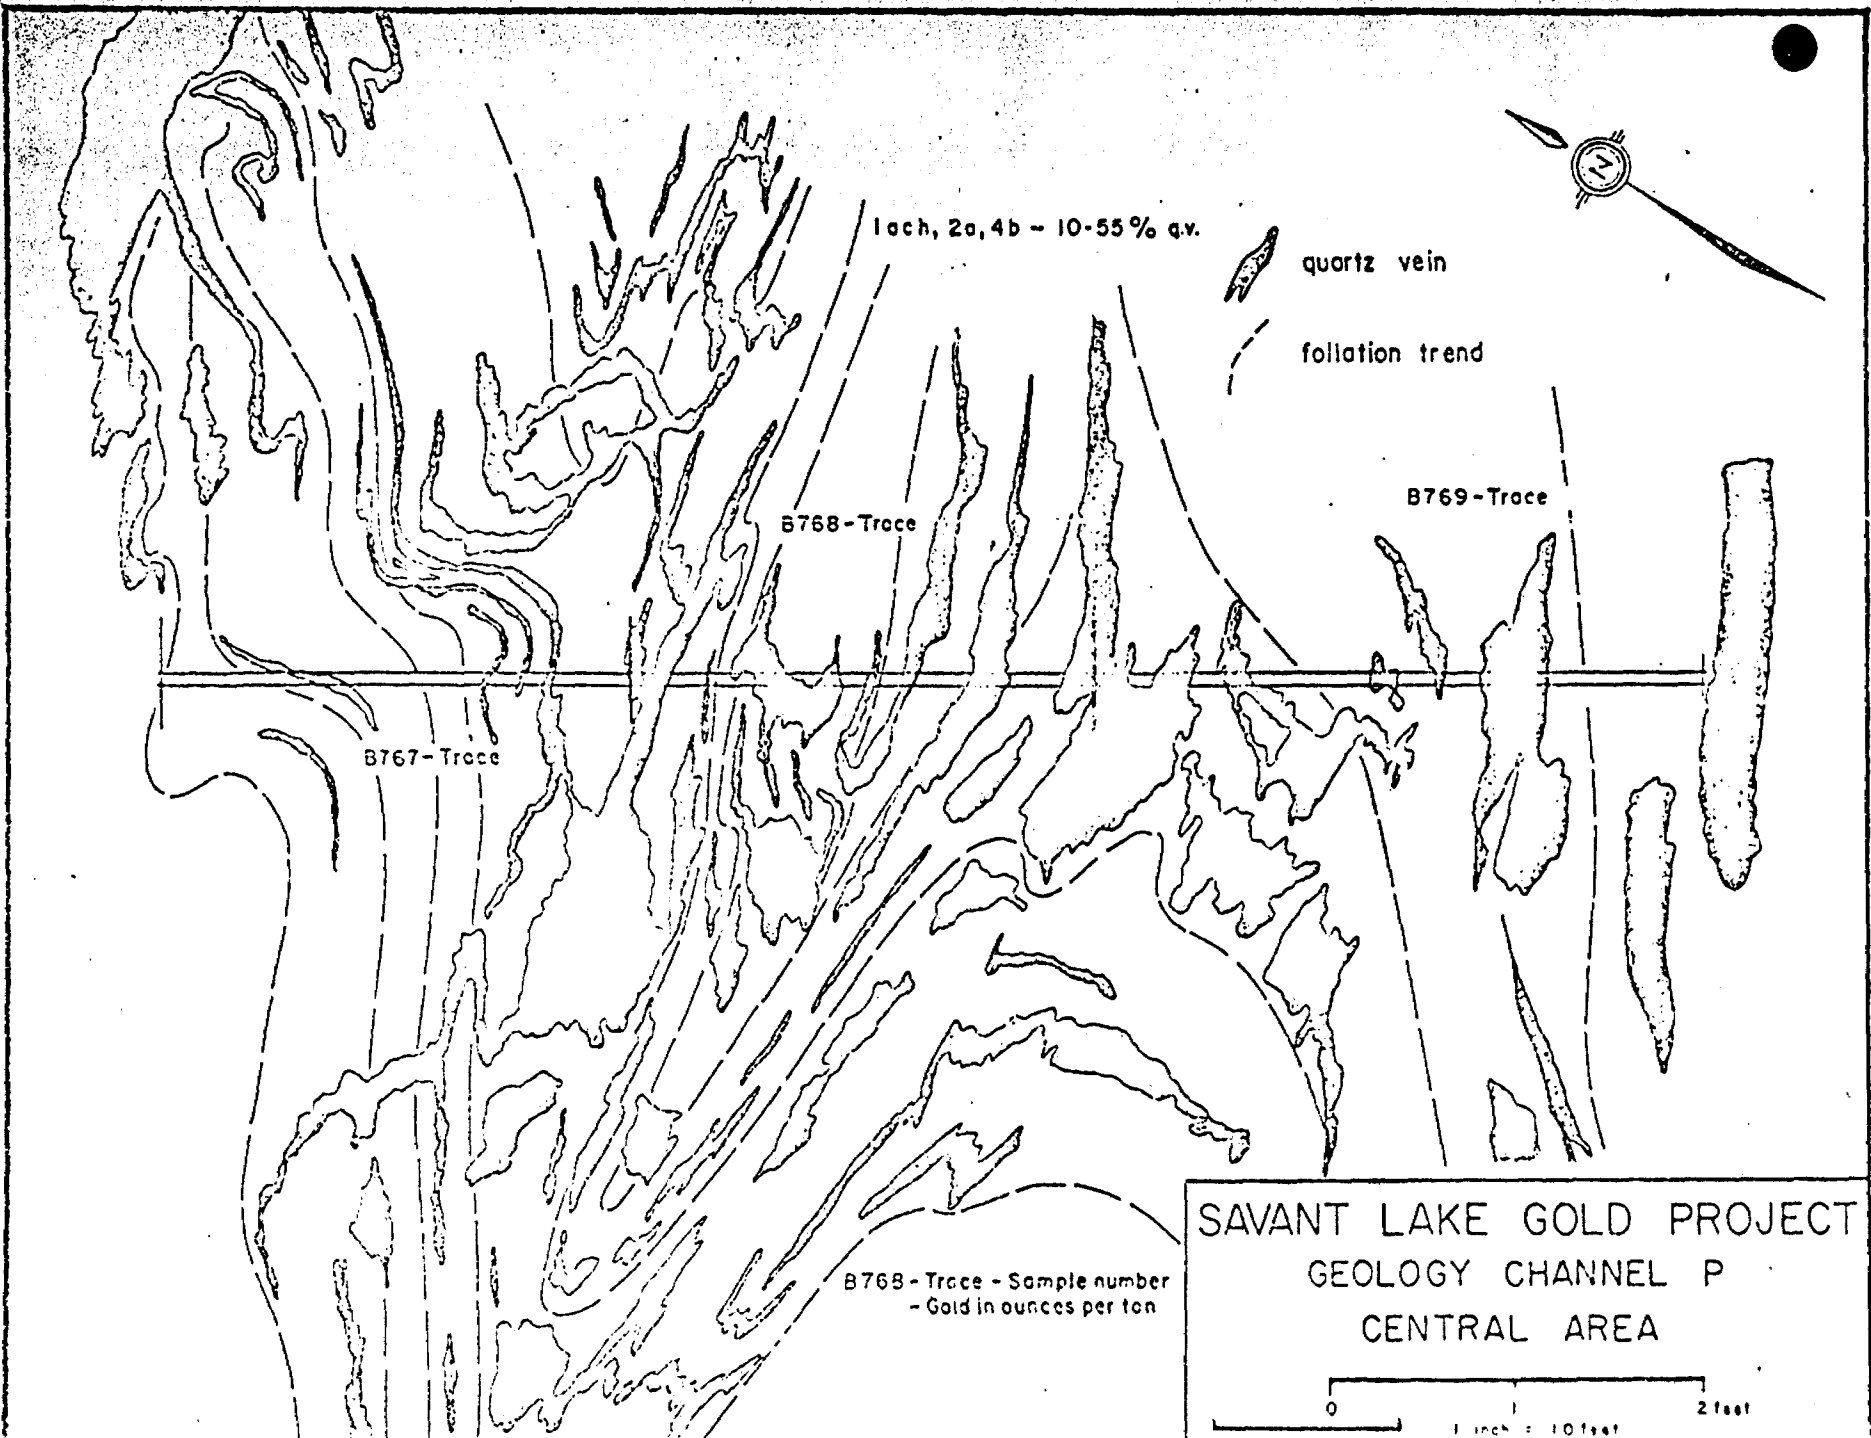 1ach, 2a, 4b - 10-55% q.v.
quartz vein
foliation trend
N
B769-Trace
B768-Trace
B767-Trace
B768-Trace - Sample number
- Gold in ounces per ton
SAVANT LAKE GOLD PROJECT
GEOLOGY CHANNEL P
CENTRAL AREA
0 1 2 feet
1 inch = 1.0 feet